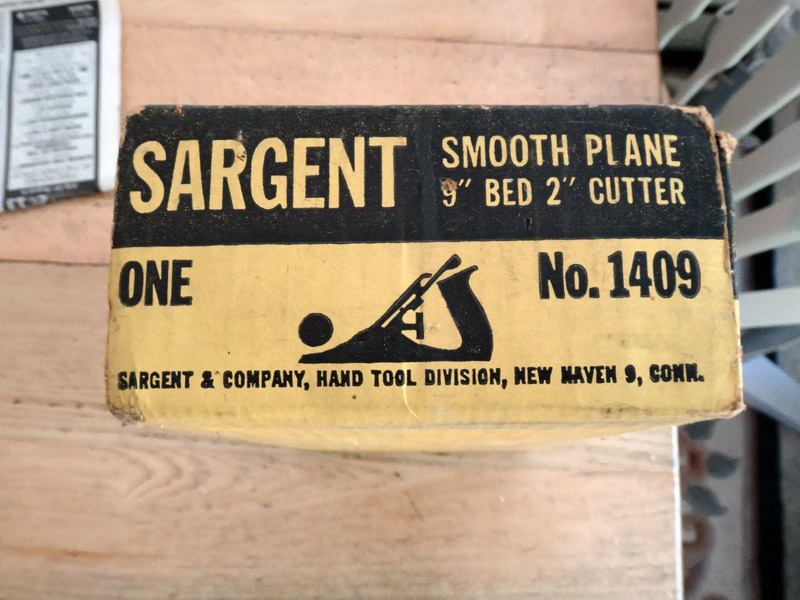 SARGENT
SMOOTH PLANE
9" BED 2" CUTTER
ONE
No. 1409
SARGENT & COMPANY, HAND TOOL DIVISION, NEW HAVEN 9, CONN.